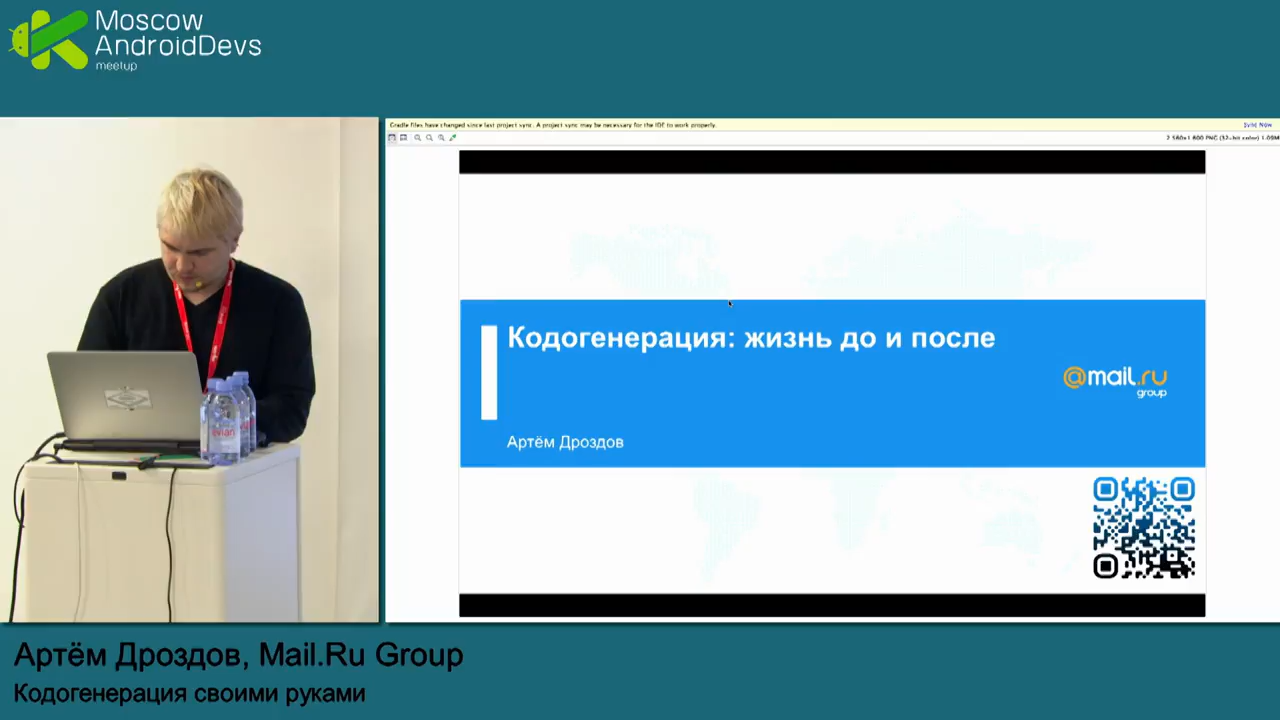 Moscow
AndroidDevs
meetup
Gradle files have changed since last project sync. A project sync may be necessary for the IDE to work properly.
Sync Now
Кодогенерация: жизнь до и после
@mail.ru
group
Артём Дроздов
evian
Артём Дроздов, Mail.Ru Group
Кодогенерация своими руками